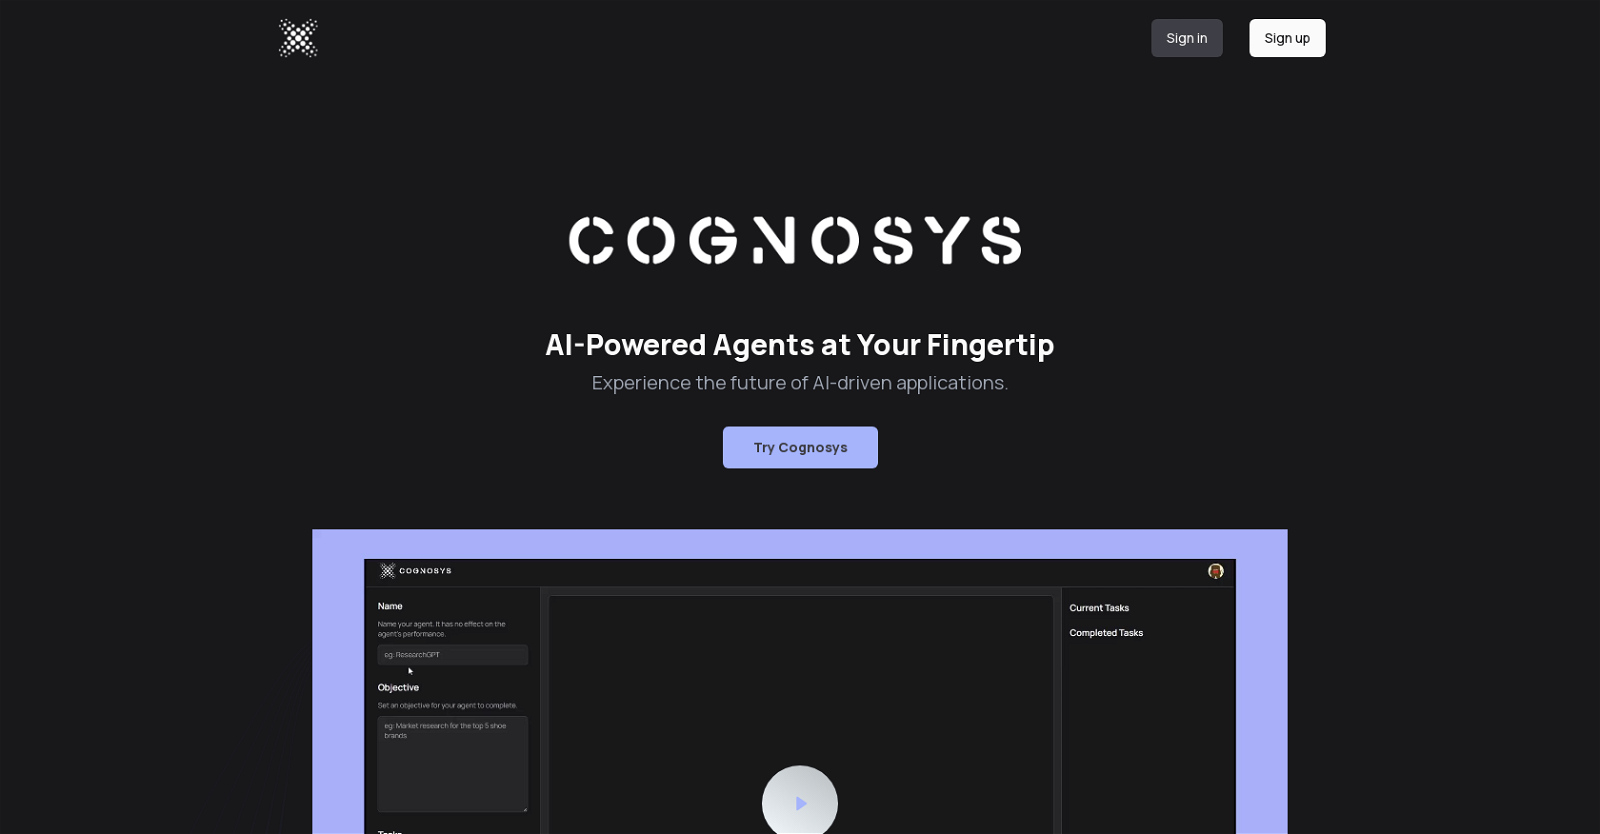 Sign in
Sign up
COGNOSYS
AI-Powered Agents at Your Fingertip
Experience the future of AI-driven applications.
Try Cognosys
COGNOSYS
Name
Name your agent. It has no effect on the
agent's performance.
eg: ResearchGPT
Objective
Set an objective for your agent to complete.
eg: Market research for the top 5 shoe
brands
Tasks
Current Tasks
Completed Tasks